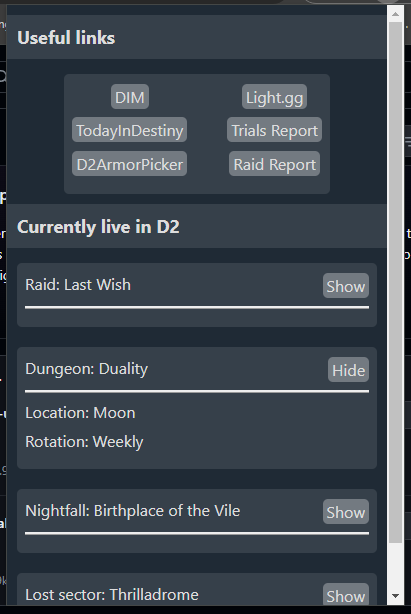 Useful links
DIM Light.gg
TodayInDestiny Trials Report
D2ArmorPicker Raid Report
Currently live in D2
Raid: Last Wish Show
Dungeon: Duality Hide
Location: Moon
Rotation: Weekly
Nightfall: Birthplace of the Vile Show
Lost sector: Thrilladrome Show